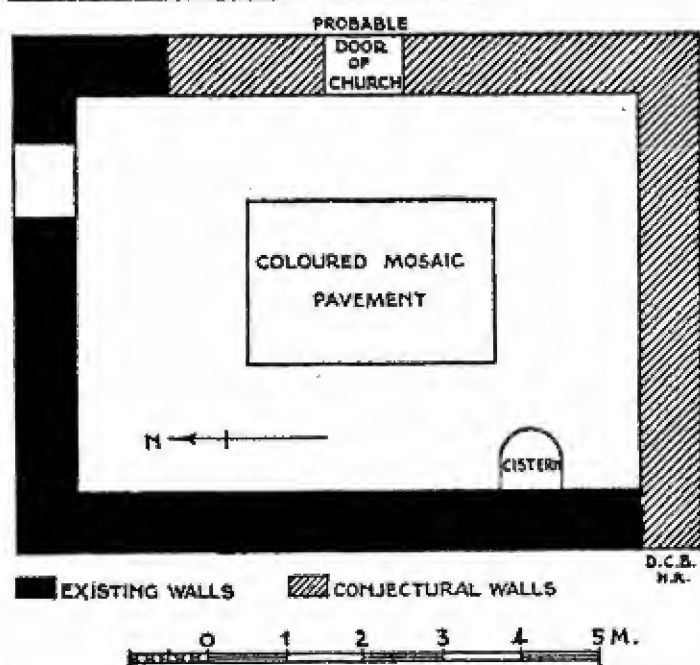 PROBABLE
DOOR
OF
CHURCH
COLOURED MOSAIC
PAVEMENT
N
CISTERN
D.C.B.
EXISTING WALLS
CONJECTURAL WALLS
0 1 2 3 4 5 M.